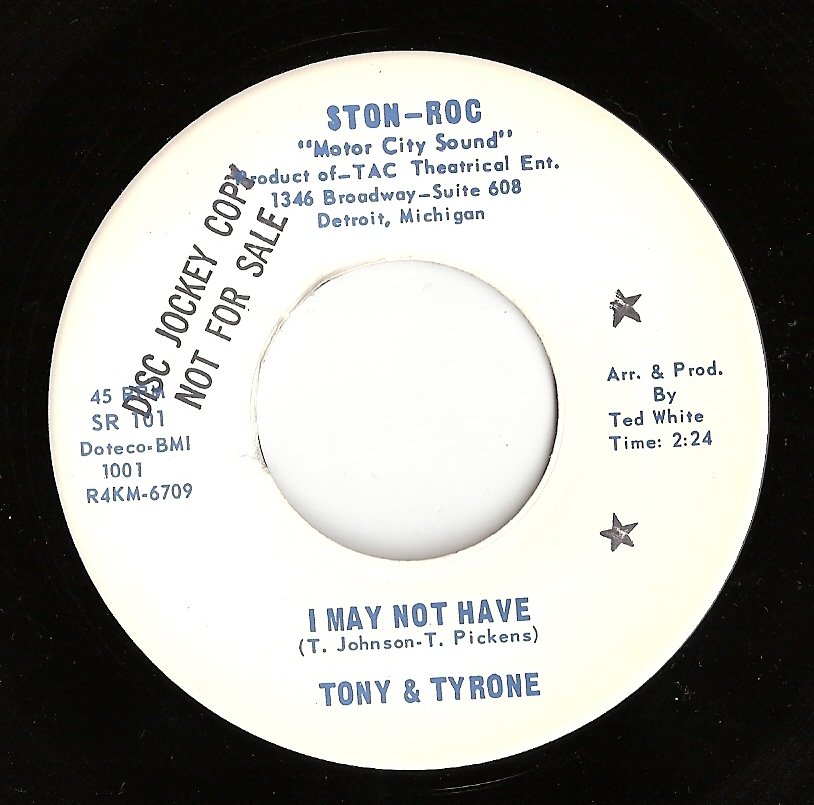 STON-ROC
"Motor City Sound"
Product of-TAC Theatrical Ent.
1346 Broadway-Suite 608
Detroit, Michigan
DISC JOCKEY COPY
NOT FOR SALE
45 RPM
SR 101
Doteco-BMI
1001
R4KM-6709
Arr. & Prod.
By
Ted White
Time: 2:24
I MAY NOT HAVE
(T. Johnson-T. Pickens)
TONY & TYRONE